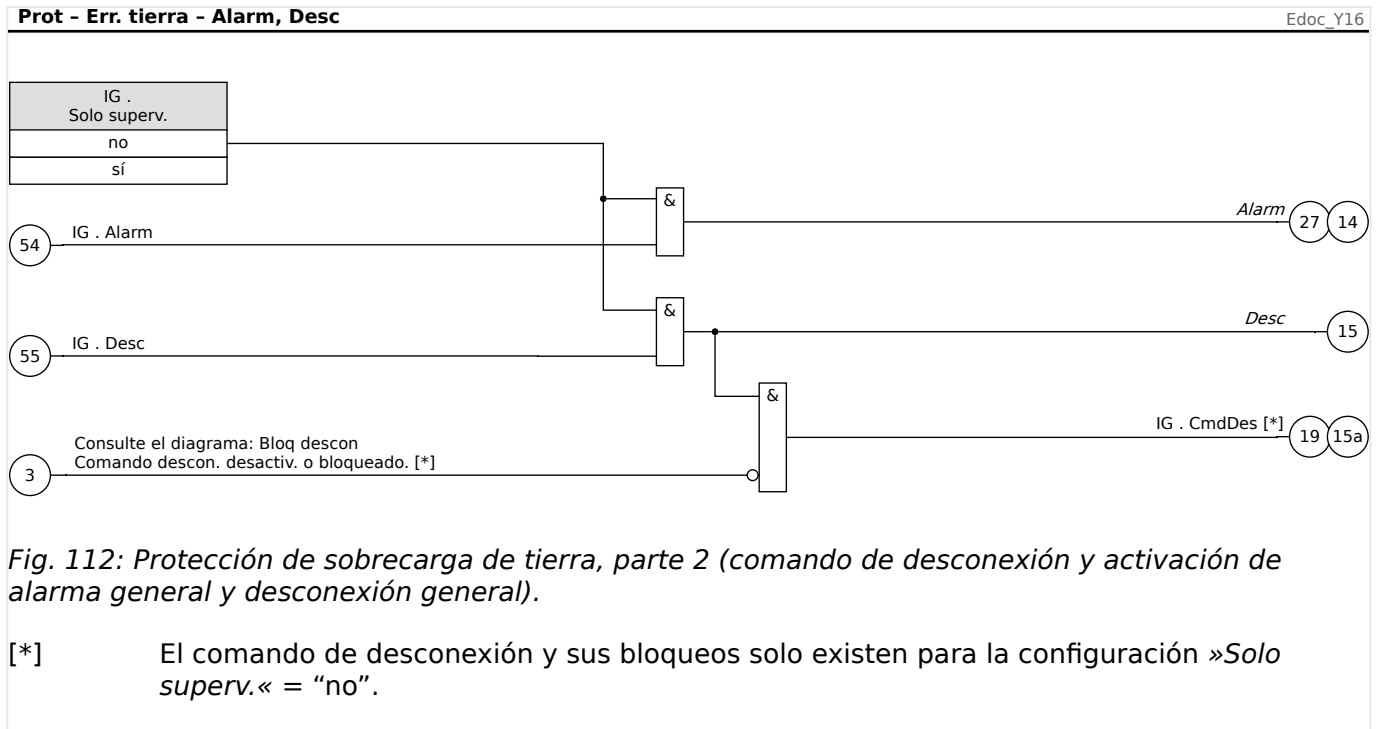 Prot – Err. tierra – Alarm, Desc
Edoc_Y16
IG .
Solo superv.
no
sí
&
Alarm
27
14
54
IG . Alarm
&
Desc
15
55
IG . Desc
&
IG . CmdDes [*]
19
15a
Consulte el diagrama: Bloq descon
Comando descon. desactiv. o bloqueado. [*]
3
Fig. 112: Protección de sobrecarga de tierra, parte 2 (comando de desconexión y activación de
alarma general y desconexión general).
[*] El comando de desconexión y sus bloqueos solo existen para la configuración »Solo
superv.« = “no”.